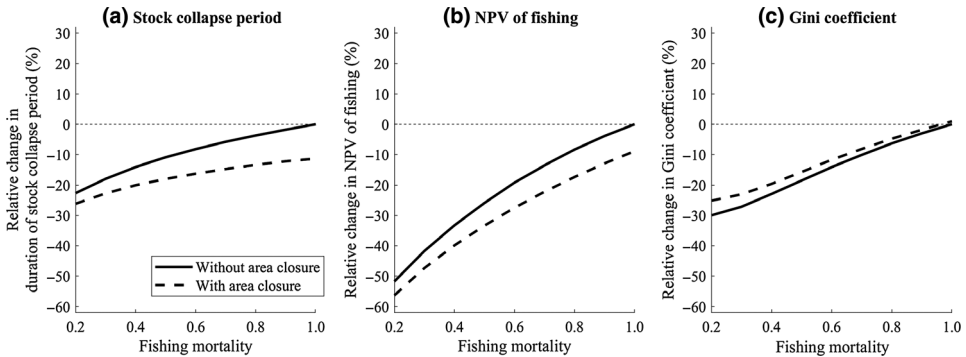 (a) Stock collapse period
Relative change in
duration of stock collapse period (%)
30
20
10
0
−10
−20
−30
−40
−50
−60
Without area closure
With area closure
0.2 0.4 0.6 0.8 1.0
Fishing mortality
(b) NPV of fishing
Relative change in NPV of fishing (%)
30
20
10
0
−10
−20
−30
−40
−50
−60
0.2 0.4 0.6 0.8 1.0
Fishing mortality
(c) Gini coefficient
Relative change in Gini coefficient (%)
30
20
10
0
−10
−20
−30
−40
−50
−60
0.2 0.4 0.6 0.8 1.0
Fishing mortality